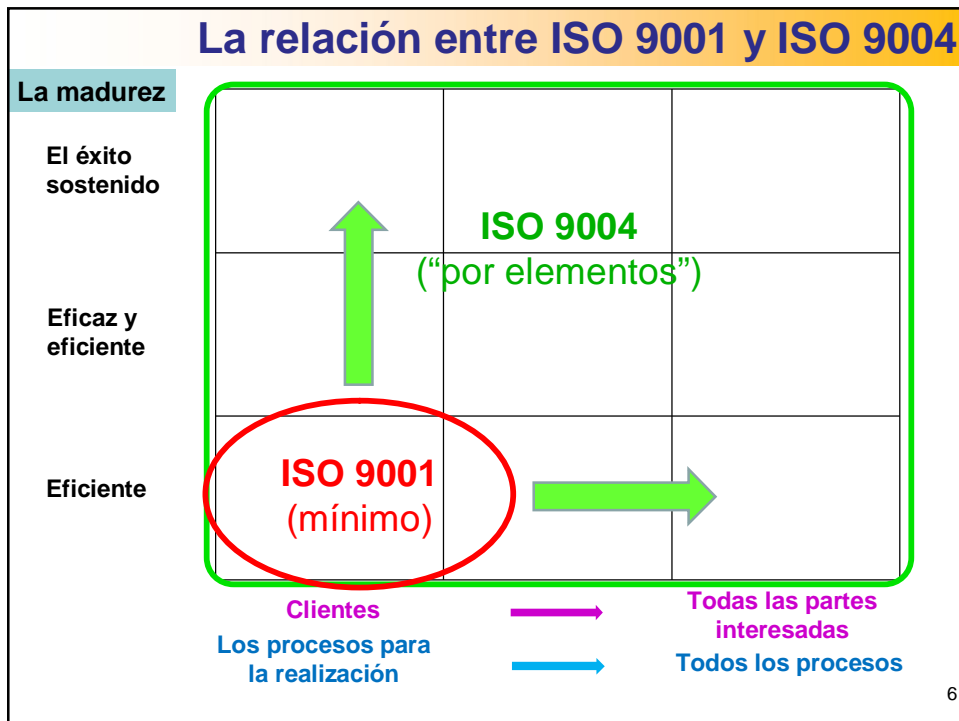 La relación entre ISO 9001 y ISO 9004
La madurez
El éxito
sostenido
ISO 9004
(“por elementos”)
Eficaz y
eficiente
Eficiente
ISO 9001
(mínimo)
Clientes
Todas las partes
interesadas
Los procesos para
la realización
Todos los procesos
6